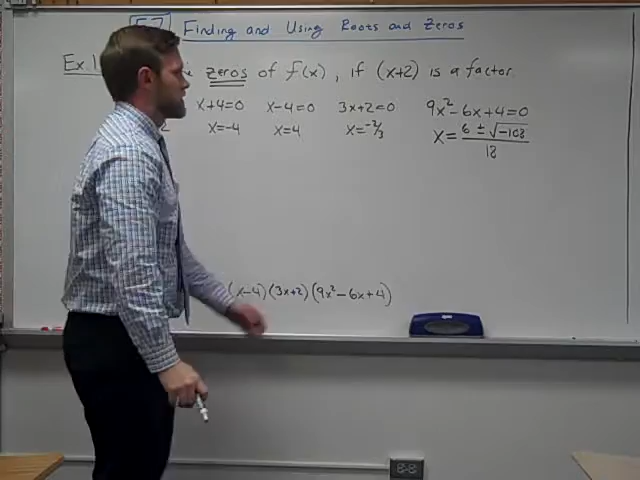 5.7 Finding and Using Roots and Zeros
Ex.1 zeros of f(x), if (x+2) is a factor.
x+4=0 x-4=0 3x+2=0 9x²-6x+4=0
2 x=-4 x=4 x=-2/3 x=6±√-108/18
(x-4)(3x+2)(9x²-6x+4)